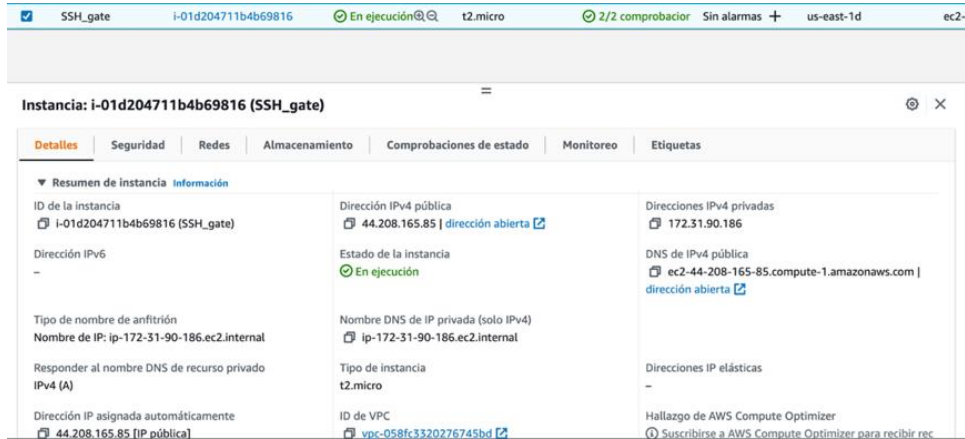 SSH_gate i-01d204711b4b69816 En ejecución t2.micro 2/2 comprobacior Sin alarmas + us-east-1d ec2-
Instancia: i-01d204711b4b69816 (SSH_gate)
Detalles Seguridad Redes Almacenamiento Comprobaciones de estado Monitoreo Etiquetas
Resumen de instancia Información
ID de la instancia Dirección IPv4 pública Direcciones IPv4 privadas
i-01d204711b4b69816 (SSH_gate) 44.208.165.85 | dirección abierta 172.31.90.186
Dirección IPv6 Estado de la instancia DNS de IPv4 pública
– En ejecución ec2-44-208-165-85.compute-1.amazonaws.com |
dirección abierta
Tipo de nombre de anfitrión Nombre DNS de IP privada (solo IPv4)
Nombre de IP: ip-172-31-90-186.ec2.internal ip-172-31-90-186.ec2.internal
Responder al nombre DNS de recurso privado Tipo de instancia Direcciones IP elásticas
IPv4 (A) t2.micro –
Dirección IP asignada automáticamente ID de VPC Hallazgo de AWS Compute Optimizer
44.208.165.85 [IP pública] vpc-058fc3320276745bd Suscribirse a AWS Compute Optimizer para recibir rec